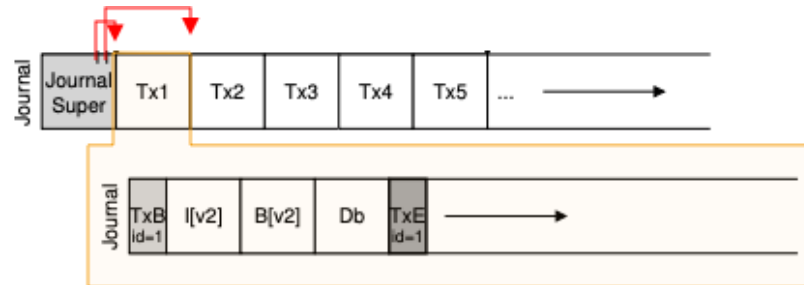 Journal
Journal
Super
Tx1
Tx2
Tx3
Tx4
Tx5
...
Journal
TxB
id=1
I[v2]
B[v2]
Db
TxE
id=1